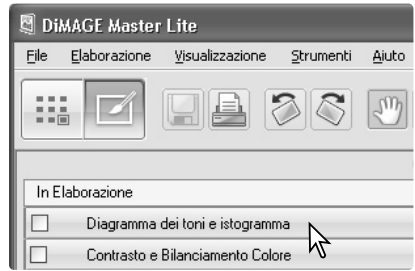 DiMAGE Master Lite
File Elaborazione Visualizzazione Strumenti Aiuto
In Elaborazione
Diagramma dei toni e istogramma
Contrasto e Bilanciamento Colore